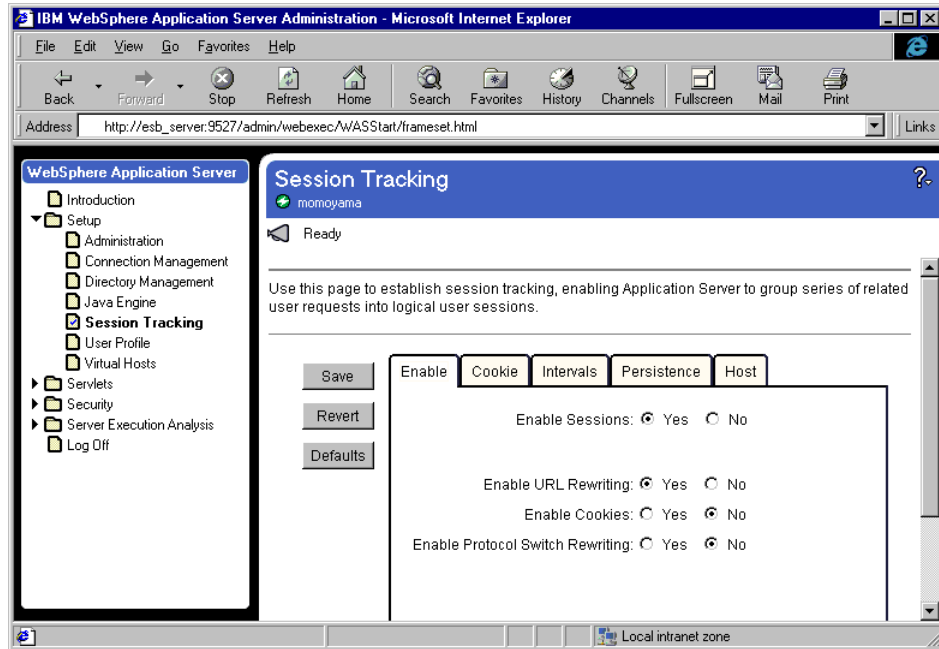 IBM WebSphere Application Server Administration - Microsoft Internet Explorer
File Edit View Go Favorites Help
Back Forward Stop Refresh Home Search Favorites History Channels Fullscreen Mail Print
Address http://esb_server:9527/admin/webexec/WASStart/frameset.html Links
WebSphere Application Server
Introduction
Setup
Administration
Connection Management
Directory Management
Java Engine
Session Tracking
User Profile
Virtual Hosts
Servlets
Security
Server Execution Analysis
Log Off
Session Tracking
?
momoyama
Ready
Use this page to establish session tracking, enabling Application Server to group series of related
user requests into logical user sessions.
Save
Revert
Defaults
Enable Cookie Intervals Persistence Host
Enable Sessions: Yes No
Enable URL Rewriting: Yes No
Enable Cookies: Yes No
Enable Protocol Switch Rewriting: Yes No
Local intranet zone